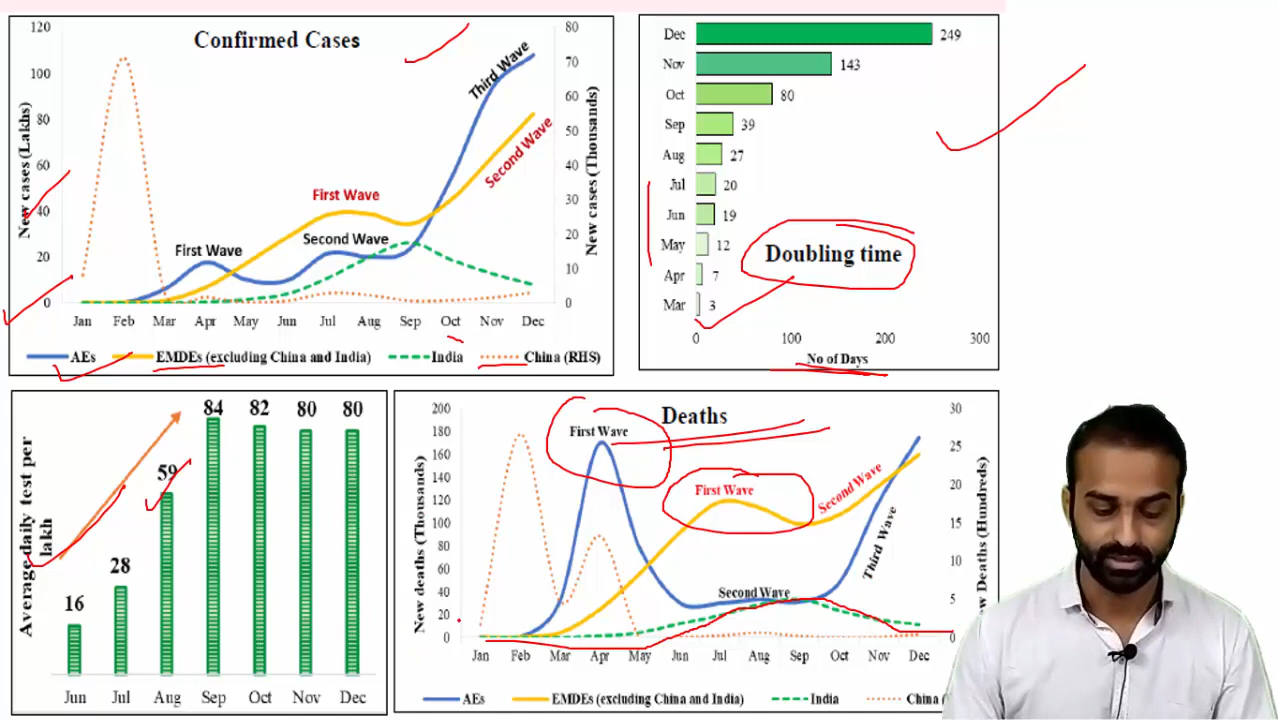 Confirmed Cases
120
100
80
60
40
20
0
80
70
60
50
40
30
20
10
0
New cases (Lakhs)
New cases (Thousands)
First Wave
First Wave
Second Wave
Third Wave
Second Wave
Jan Feb Mar Apr May Jun Jul Aug Sep Oct Nov Dec
AEs EMDEs (excluding China and India) India China (RHS)
Dec 249
Nov 143
Oct 80
Sep 39
Aug 27
Jul 20
Jun 19
May 12
Apr 7
Mar 3
Doubling time
0 100 200 300
No of Days
Average daily test per
lakh
16 28 59 84 82 80 80
Jun Jul Aug Sep Oct Nov Dec
Deaths
200
180
160
140
120
100
80
60
40
20
0
30
25
20
15
10
5
0
New deaths (Thousands)
Deaths (Hundreds)
First Wave
First Wave
Second Wave
Second Wave
Third Wave
Jan Feb Mar Apr May Jun Jul Aug Sep Oct Nov Dec
AEs EMDEs (excluding China and India) India China (